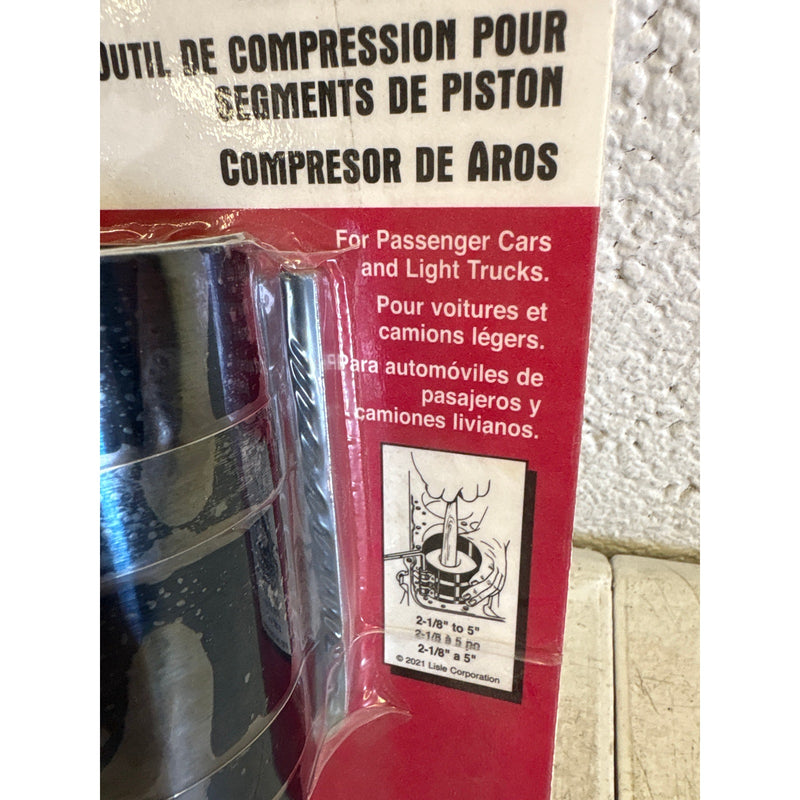 OUTIL DE COMPRESSION POUR
SEGMENTS DE PISTON
COMPRESOR DE AROS
For Passenger Cars
and Light Trucks.
Pour voitures et
camions légers.
Para automóviles de
pasajeros y
camiones livianos.
2-1/8" to 5"
2-1/8 à 5 po
2-1/8" a 5"
© 2021 Lisle Corporation